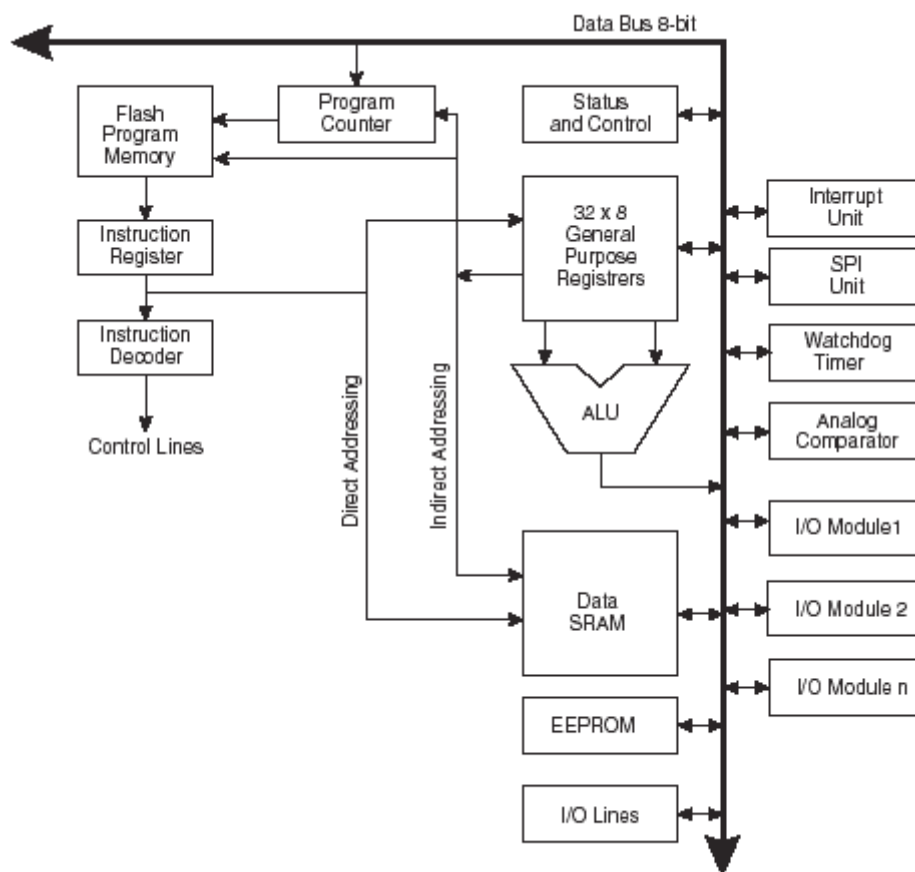 Data Bus 8-bit
Flash
Program
Memory
Program
Counter
Status
and Control
Interrupt
Unit
32 x 8
General
Purpose
Registrers
Instruction
Register
SPI
Unit
Instruction
Decoder
Watchdog
Timer
ALU
Analog
Comparator
Control Lines
Direct Addressing
Indirect Addressing
I/O Module1
Data
SRAM
I/O Module 2
I/O Module n
EEPROM
I/O Lines